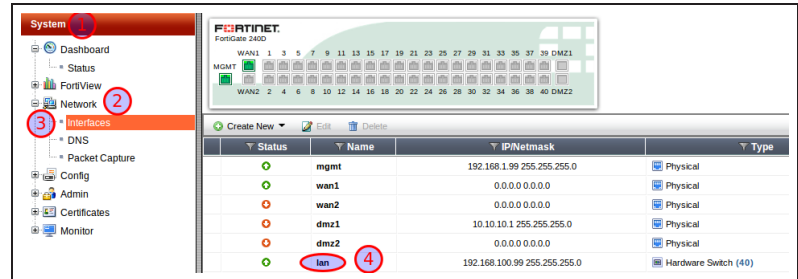 System 1
FORTINET.
FortiGate 240D
WAN1 1 3 5 7 9 11 13 15 17 19 21 23 25 27 29 31 33 35 37 39 DMZ1
MGMT
WAN2 2 4 6 8 10 12 14 16 18 20 22 24 26 28 30 32 34 36 38 40 DMZ2
Dashboard
Status
FortiView
Network 2
3 Interfaces
DNS
Packet Capture
Config
Admin
Certificates
Monitor
Create New Edit Delete
Status Name IP/Netmask Type
mgmt 192.168.1.99 255.255.255.0 Physical
wan1 0.0.0.0 0.0.0.0 Physical
wan2 0.0.0.0 0.0.0.0 Physical
dmz1 10.10.10.1 255.255.255.0 Physical
dmz2 0.0.0.0 0.0.0.0 Physical
lan 4 192.168.100.99 255.255.255.0 Hardware Switch (40)